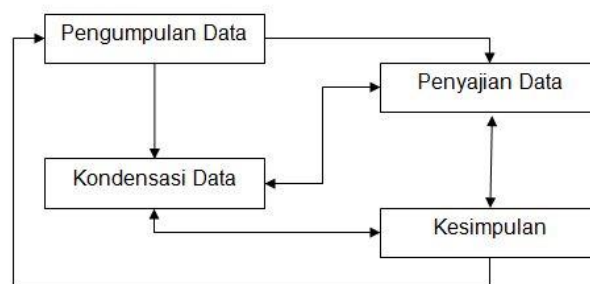 Pengumpulan Data
Penyajian Data
Kondensasi Data
Kesimpulan